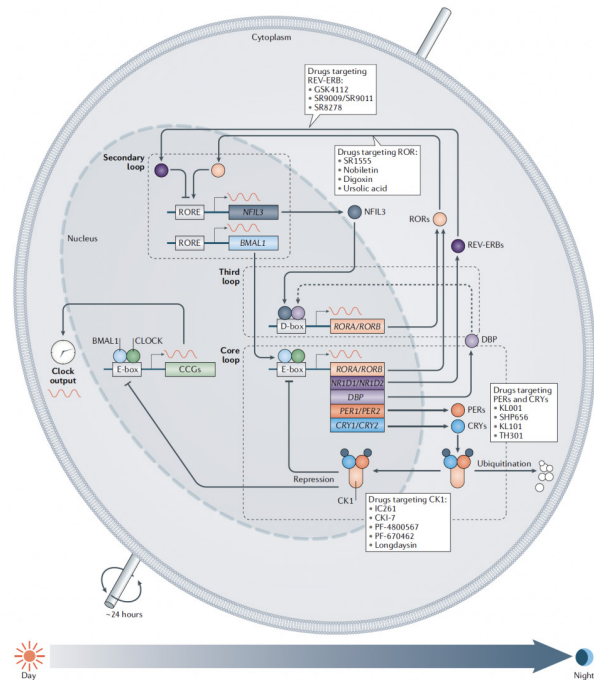 Cytoplasm
Drugs targeting
REV-ERB:
• GSK4112
• SR9009/SR9011
• SR8278
Drugs targeting ROR:
• SR1555
• Nobiletin
• Digoxin
• Ursolic acid
Secondary
loop
RORE
NFIL3
NFIL3
RORs
RORE
BMAL1
REV-ERBs
Nucleus
Third
loop
D-box
RORA/RORB
DBP
BMAL1
CLOCK
E-box
CCGs
Clock
output
Core
loop
E-box
RORA/RORB
NR1D1/NR1D2
DBP
PER1/PER2
CRY1/CRY2
PERs
CRYs
Drugs targeting
PERs and CRYs
• KL001
• SHP656
• KL101
• TH301
Ubiquitination
Repression
CK1
Drugs targeting CK1:
• IC261
• CKI-7
• PF-4800567
• PF-670462
• Longdaysin
~24 hours
Day
Night